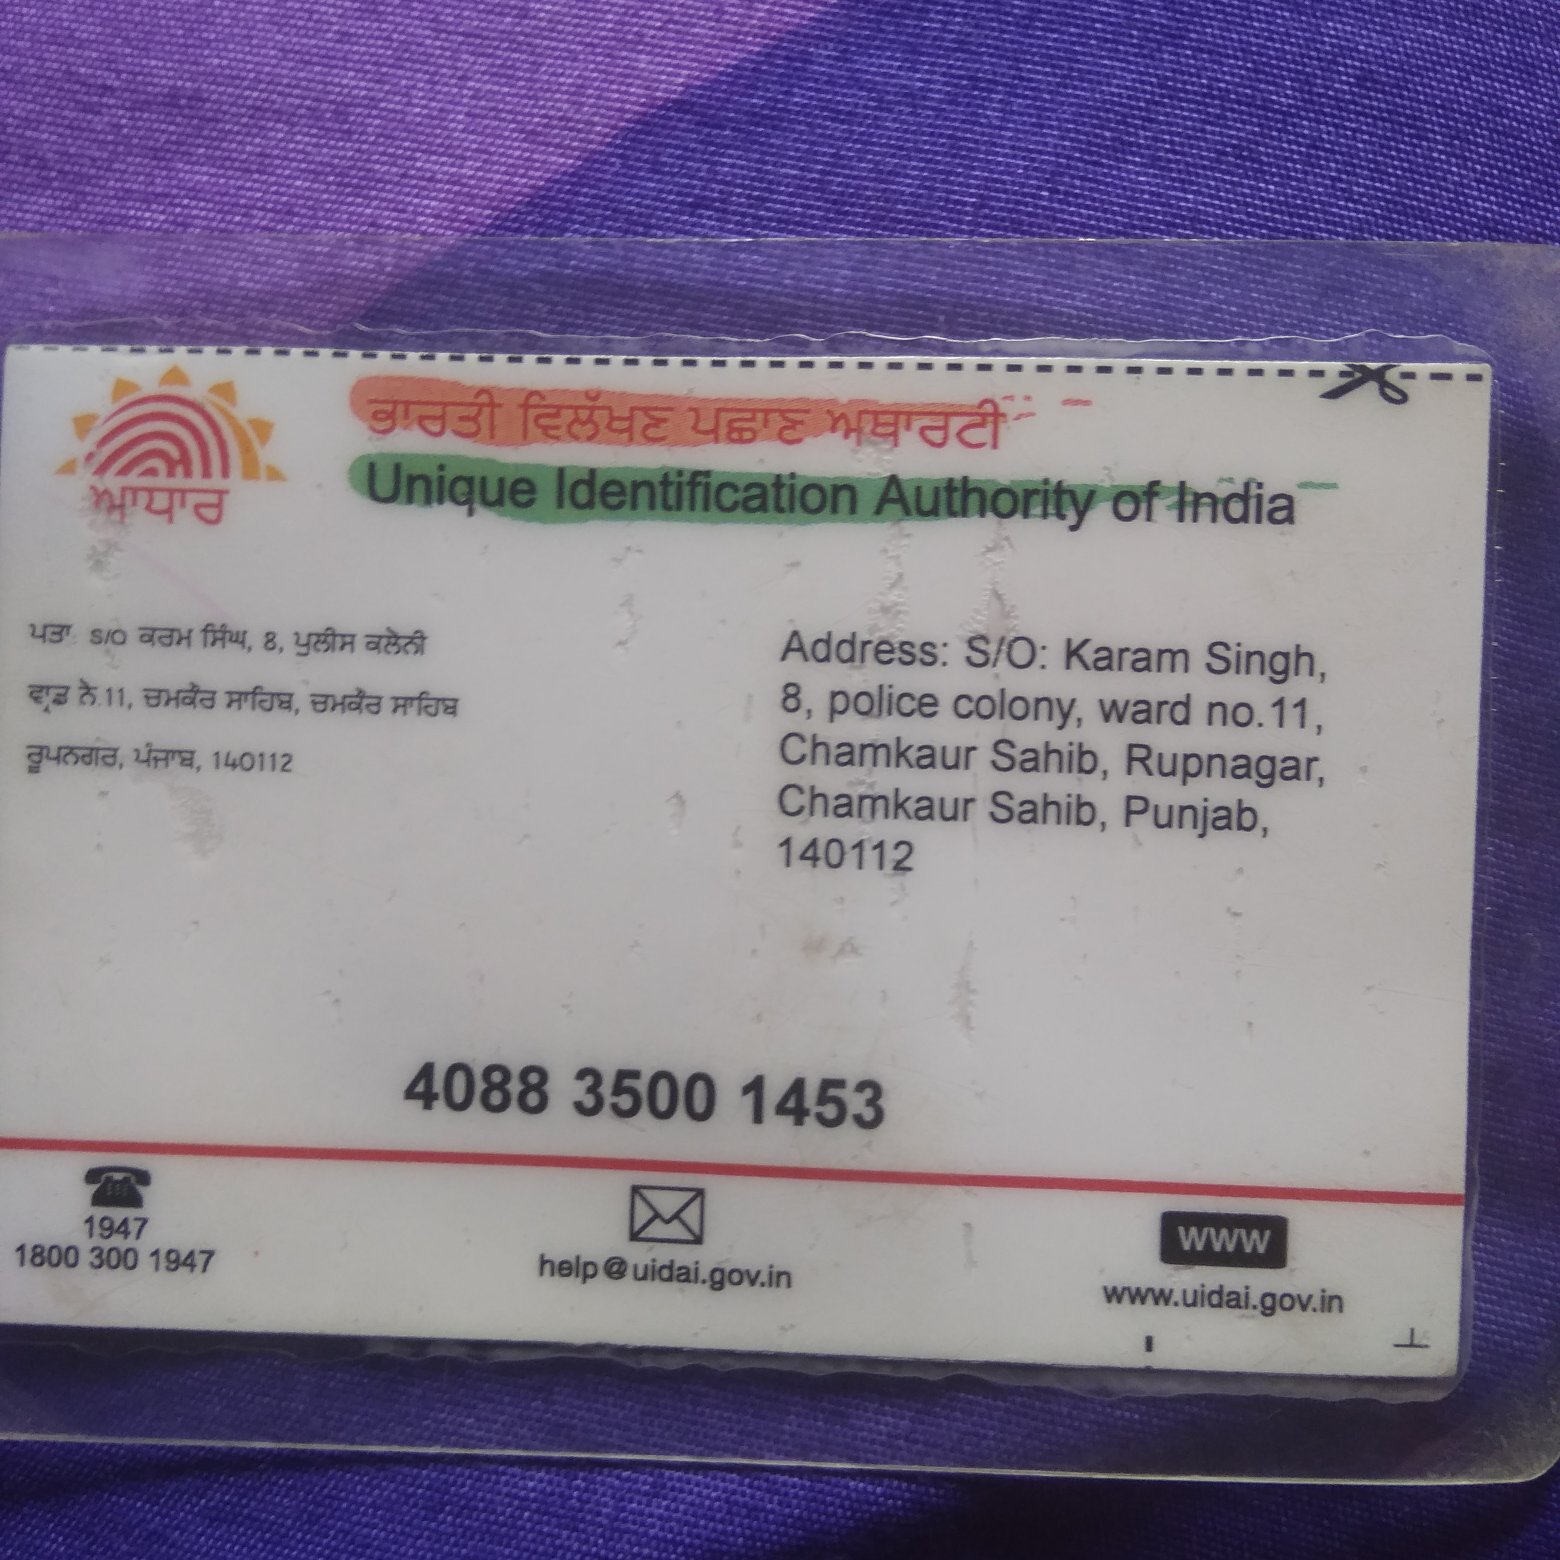 ਆਧਾਰ
ਭਾਰਤੀ ਵਿਲੱਖਣ ਪਛਾਣ ਅਥਾਰਟੀ
Unique Identification Authority of India
ਪਤਾ: S/O ਕਰਮ ਸਿੰਘ, 8, ਪੁਲੀਸ ਕਲੋਨੀ
ਵ੍ਰਾਡ ਨੋ.11, ਚਮਕੌਰ ਸਾਹਿਬ, ਚਮਕੌਰ ਸਾਹਿਬ
ਰੂਪਨਗਰ, ਪੰਜਾਬ, 140112
Address: S/O: Karam Singh,
8, police colony, ward no.11,
Chamkaur Sahib, Rupnagar,
Chamkaur Sahib, Punjab,
140112
4088 3500 1453
1947
1800 300 1947
help@uidai.gov.in
WWW
www.uidai.gov.in